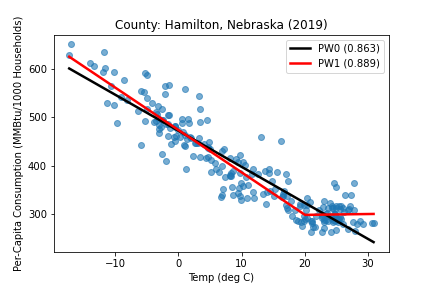 County: Hamilton, Nebraska (2019)
PW0 (0.863)
PW1 (0.889)
Per-Capita Consumption (MMBtu/1000 Households)
600
500
400
300
−10
0
10
20
30
Temp (deg C)